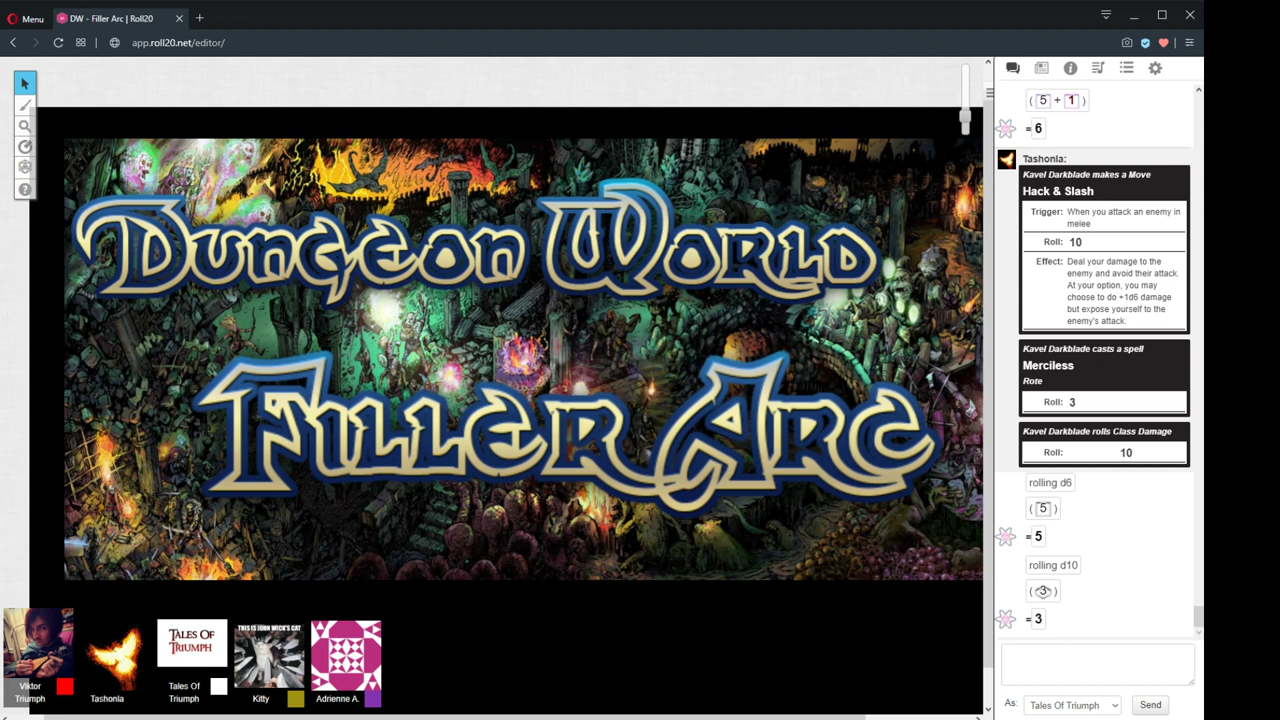 Menu
DW - Filler Arc | Roll20
app.roll20.net/editor/
Dungeon World
Filler Arc
( 5 + 1 )
= 6
Tashonla:
Kavel Darkblade makes a Move
Hack & Slash
Trigger: When you attack an enemy in
melee
Roll: 10
Effect: Deal your damage to the
enemy and avoid their attack.
At your option, you may
choose to do +1d6 damage
but expose yourself to the
enemy's attack.
Kavel Darkblade casts a spell
Merciless
Rote
Roll: 3
Kavel Darkblade rolls Class Damage
Roll: 10
rolling d6
( 5 )
= 5
rolling d10
( 3 )
= 3
As: Tales Of Triumph Send
TALES OF
TRIUMPH
THIS IS JOHN WICK'S CAT
Viktor
Triumph
Tashonla
Tales Of
Triumph
Kitty
Adrienne A.